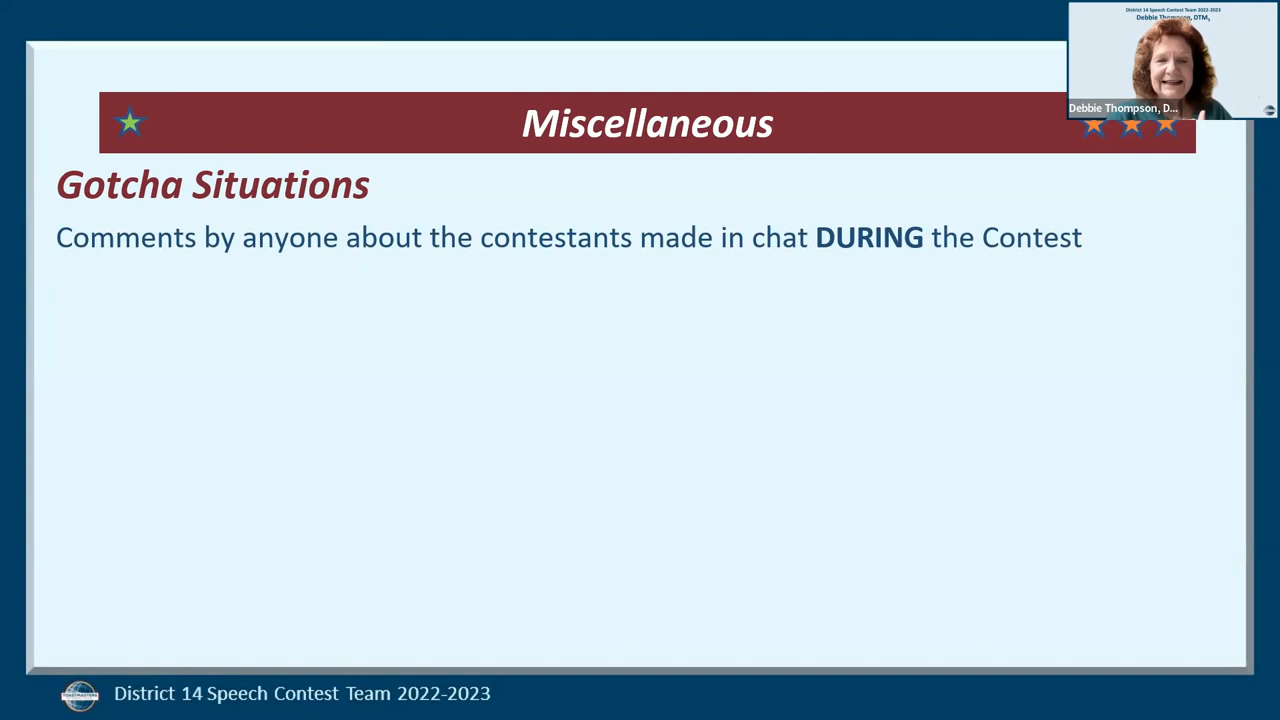 District 14 Speech Contest Team 2022-2023
Debbie Thompson, DTM,
Debbie Thompson, D...
Miscellaneous
Gotcha Situations
Comments by anyone about the contestants made in chat DURING the Contest
TOASTMASTERS
District 14 Speech Contest Team 2022-2023